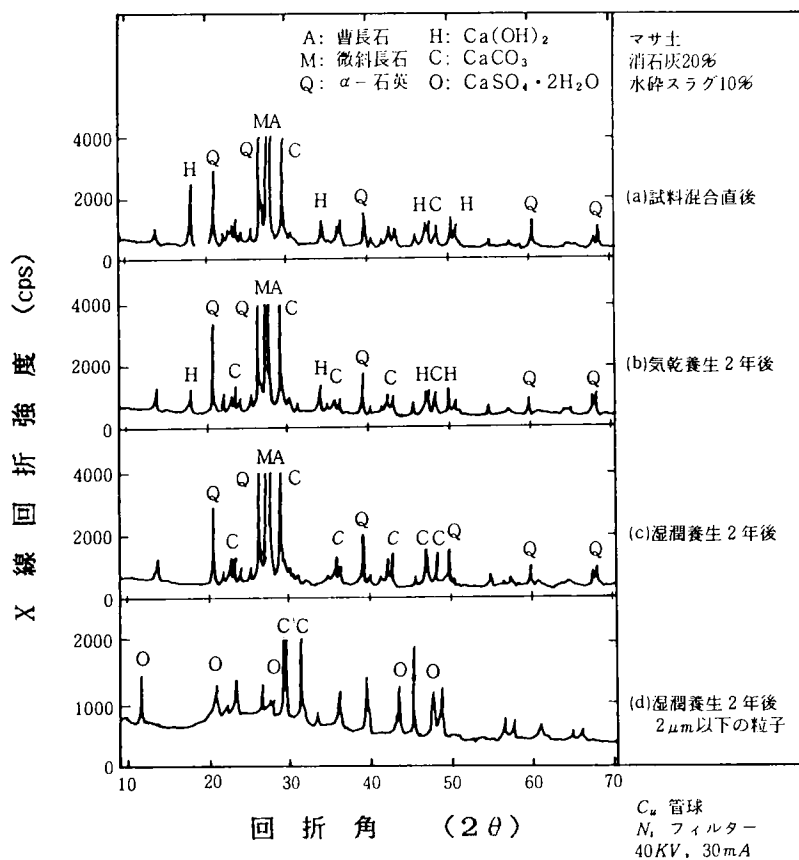 A: 曹長石 H: Ca(OH)₂
M: 微斜長石 C: CaCO₃
Q: α-石英 O: CaSO₄・2H₂O
マサ土
消石灰20%
水砕スラグ10%
X線回折強度 (cps)
4000
2000
0
H Q Q MA C H Q H C H Q Q
(a)試料混合直後
4000
2000
0
H Q C Q MA C H C Q C H C H Q Q
(b)気乾養生2年後
4000
2000
0
Q C Q MA C C Q C C C Q Q Q
(c)湿潤養生2年後
2000
1000
0
O O O C C O O
(d)湿潤養生2年後
2μm以下の粒子
10 20 30 40 50 60 70
回折角 (2θ)
Cu 管球
Ni フィルター
40KV, 30mA